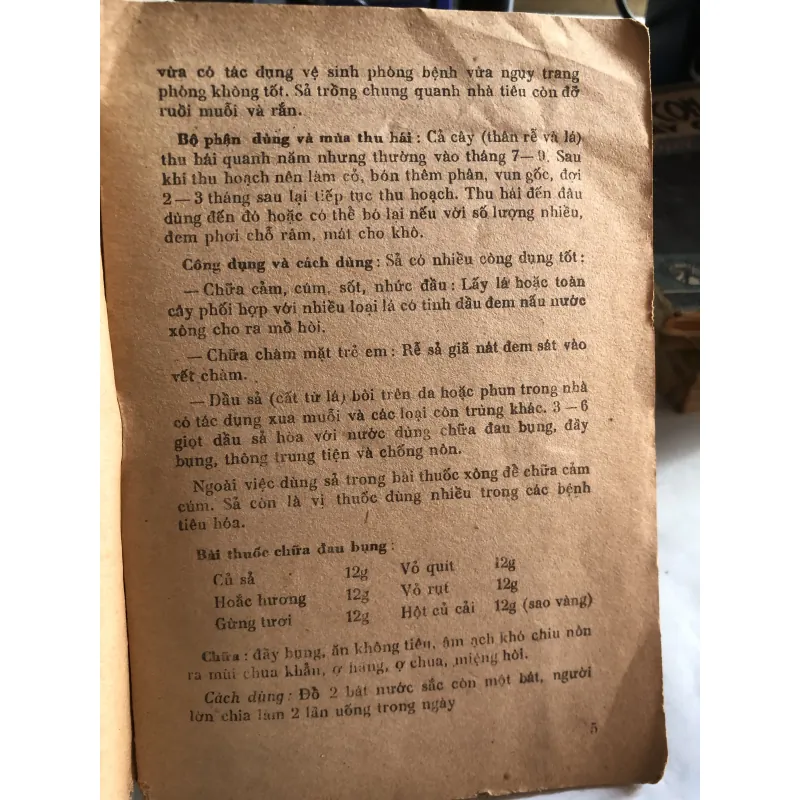 vừa có tác dụng vệ sinh phòng bệnh vừa ngụy trang
phòng không tốt. Sả trồng chung quanh nhà tiêu còn đỡ
ruồi muỗi và rắn.
Bộ phận dùng và mùa thu hái : Cả cây (thân rễ và lá)
thu hái quanh năm nhưng thường vào tháng 7—9. Sau
khi thu hoạch nên làm cỏ, bón thêm phân, vun gốc, đợi
2—3 tháng sau lại tiếp tục thu hoạch. Thu hái đến đâu
dùng đến đó hoặc có thể bó lại nếu với số lượng nhiều,
đem phơi chỗ râm, mát cho khô.
Công dụng và cách dùng : Sả có nhiều công dụng tốt :
— Chữa cảm, cúm, sốt, nhức đầu : Lấy lá hoặc toàn
cây phối hợp với nhiều loại lá có tinh dầu đem nấu nước
xông cho ra mồ hôi.
— Chữa chàm mặt trẻ em : Rễ sả giã nát đem sát vào
vết chàm.
— Dầu sả (cất từ lá) bôi trên da hoặc phun trong nhà
có tác dụng xua muỗi và các loại côn trùng khác. 3 — 6
giọt dầu sả hòa với nước dùng chữa đau bụng, đầy
bụng, thông trung tiện và chống nôn.
Ngoài việc dùng sả trong bài thuốc xông để chữa cảm
cúm. Sả còn là vị thuốc dùng nhiều trong các bệnh
tiêu hóa.
Bài thuốc chữa đau bụng :
Củ sả 12g Vỏ quít 12g
Hoắc hương 12g Vỏ rụt 12g
Gừng tươi 12g Hột củ cải 12g (sao vàng)
Chữa : đầy bụng, ăn không tiêu, ậm ạch khó chịu nôn
ra mùi chua khẳn, ợ hăng, ợ chua, miệng hôi.
Cách dùng : Đổ 2 bát nước sắc còn một bát, người
lớn chia làm 2 lần uống trong ngày
5